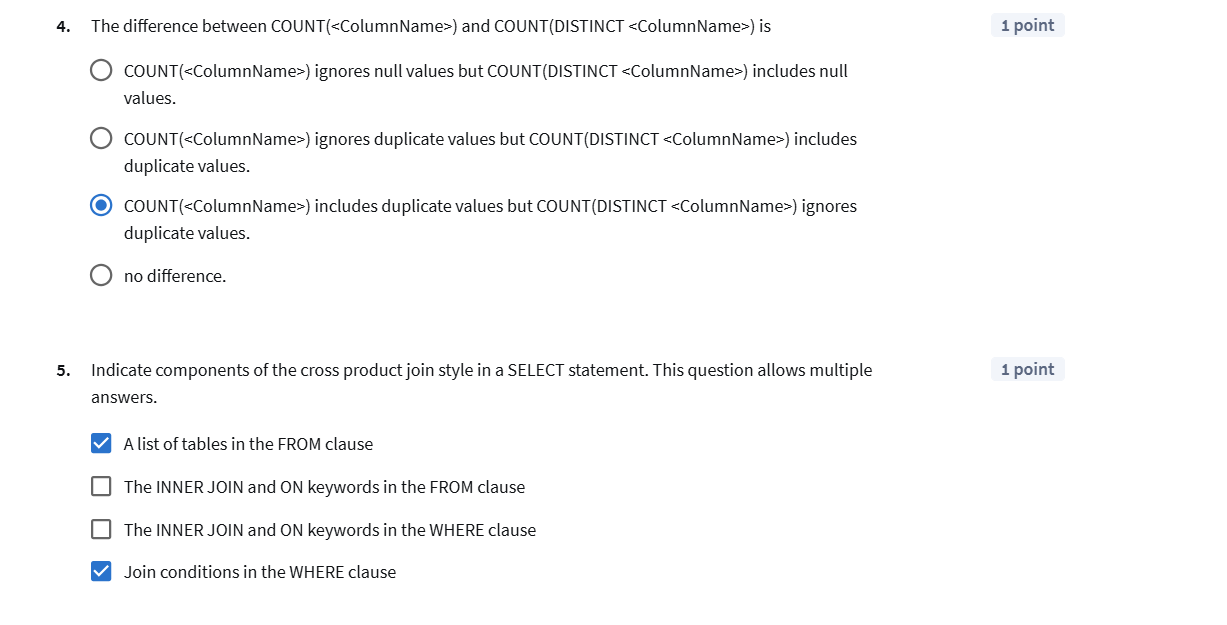 4. The difference between COUNT(<ColumnName>) and COUNT(DISTINCT <ColumnName>) is 1 point
COUNT(<ColumnName>) ignores null values but COUNT(DISTINCT <ColumnName>) includes null
values.
COUNT(<ColumnName>) ignores duplicate values but COUNT(DISTINCT <ColumnName>) includes
duplicate values.
COUNT(<ColumnName>) includes duplicate values but COUNT(DISTINCT <ColumnName>) ignores
duplicate values.
no difference.
5. Indicate components of the cross product join style in a SELECT statement. This question allows multiple 1 point
answers.
A list of tables in the FROM clause
The INNER JOIN and ON keywords in the FROM clause
The INNER JOIN and ON keywords in the WHERE clause
Join conditions in the WHERE clause